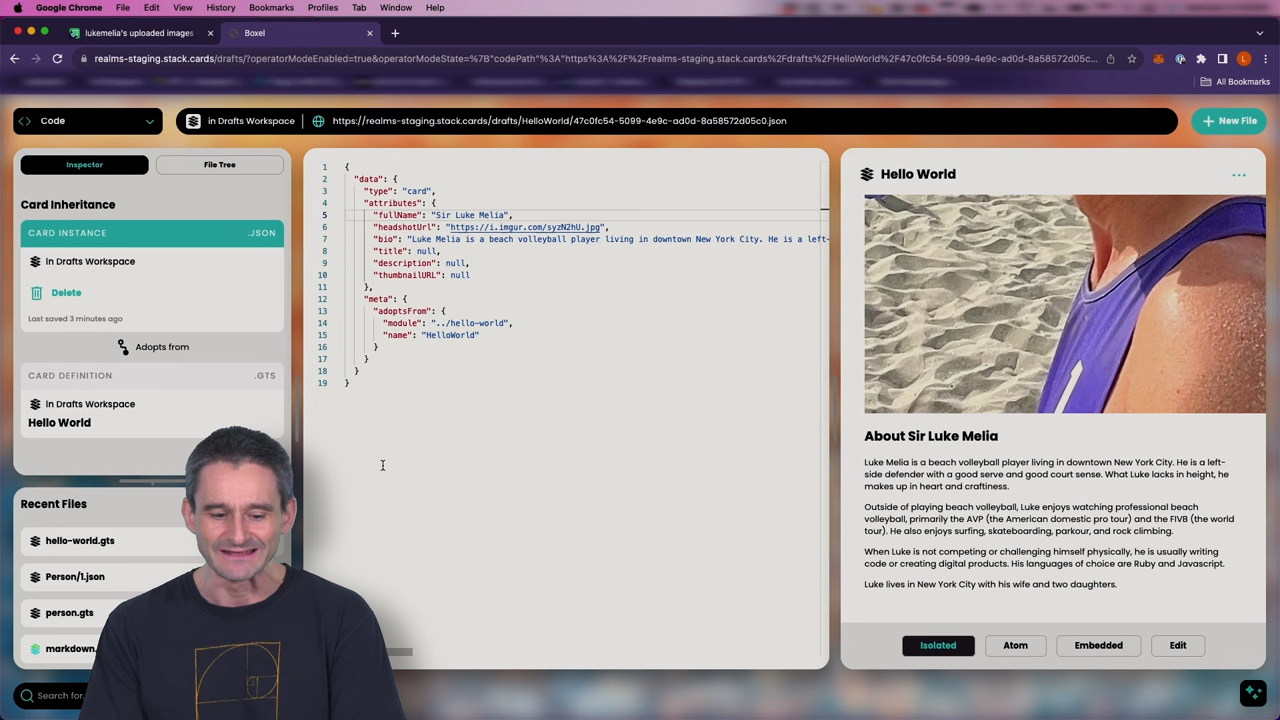 Google Chrome File Edit View History Bookmarks Profiles Tab Window Help
lukemelia's uploaded images
Boxel
realms-staging.stack.cards/drafts/?operatorModeEnabled=true&operatorModeState=%7B"codePath"%3A"https%3A%2F%2Frealms-staging.stack.cards%2Fdrafts%2FHelloWorld%2F47c0fc54-5099-4e9c-ad0d-8a58572d05c...
L
All Bookmarks
Code
in Drafts Workspace
https://realms-staging.stack.cards/drafts/HelloWorld/47c0fc54-5099-4e9c-ad0d-8a58572d05c0.json
New File
Inspector
File Tree
Card Inheritance
CARD INSTANCE .JSON
in Drafts Workspace
Delete
Last saved 3 minutes ago
Adopts from
CARD DEFINITION .GTS
in Drafts Workspace
Hello World
Recent Files
hello-world.gts
Person/1.json
person.gts
markdown.
Search for.
1 {
2 "data": {
3 "type": "card",
4 "attributes": {
5 "fullName": "Sir Luke Melia",
6 "headshotUrl": "https://i.imgur.com/syzN2hU.jpg",
7 "bio": "Luke Melia is a beach volleyball player living in downtown New York City. He is a left-
8 "title": null,
9 "description": null,
10 "thumbnailURL": null
11 },
12 "meta": {
13 "adoptsFrom": {
14 "module": "../hello-world",
15 "name": "HelloWorld"
16 }
17 }
18 }
19 }
Hello World
About Sir Luke Melia
Luke Melia is a beach volleyball player living in downtown New York City. He is a left-
side defender with a good serve and good court sense. What Luke lacks in height, he
makes up in heart and craftiness.
Outside of playing beach volleyball, Luke enjoys watching professional beach
volleyball, primarily the AVP (the American domestic pro tour) and the FIVB (the world
tour). He also enjoys surfing, skateboarding, parkour, and rock climbing.
When Luke is not competing or challenging himself physically, he is usually writing
code or creating digital products. His languages of choice are Ruby and Javascript.
Luke lives in New York City with his wife and two daughters.
Isolated
Atom
Embedded
Edit